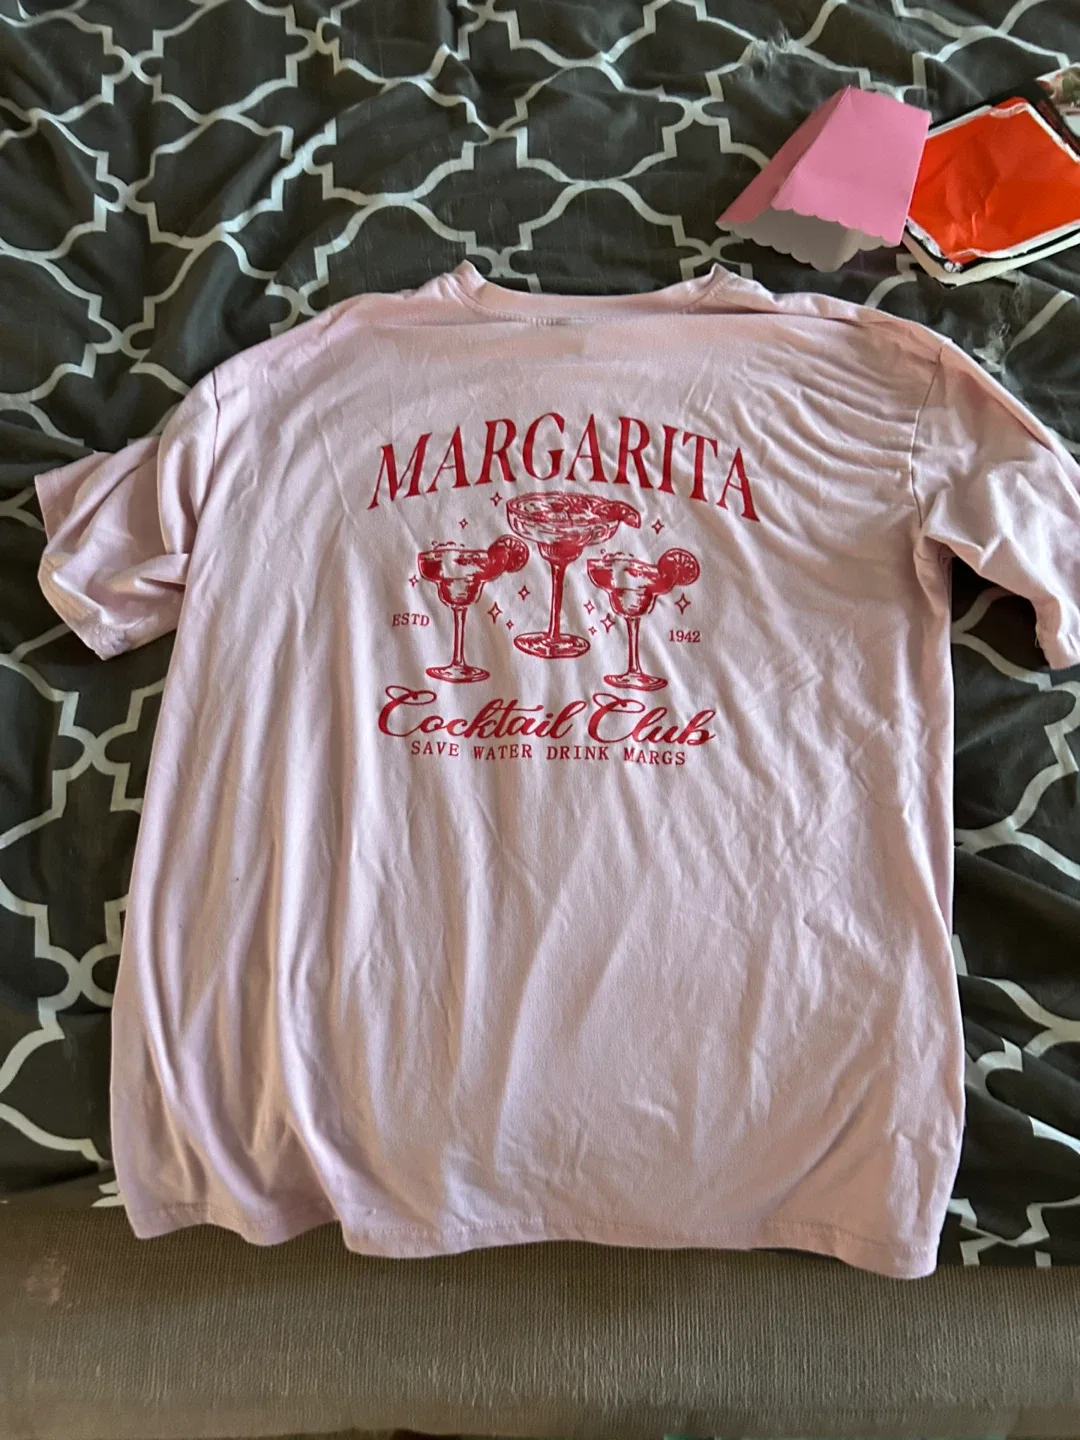 MARGARITA
ESTD 1942
Cocktail Club
SAVE WATER DRINK MARGS